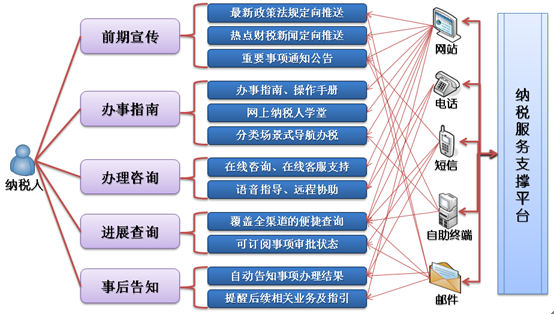 纳税人
前期宣传
最新政策法规定向推送
热点财税新闻定向推送
重要事项通知公告
办事指南
办事指南、操作手册
网上纳税人学堂
分类场景式导航办税
办理咨询
在线咨询、在线客服支持
语音指导、远程协助
进展查询
覆盖全渠道的便捷查询
可订阅事项审批状态
事后告知
自动告知事项办理结果
提醒后续相关业务及指引
网站
电话
短信
自助终端
邮件
纳税服务支撑平台